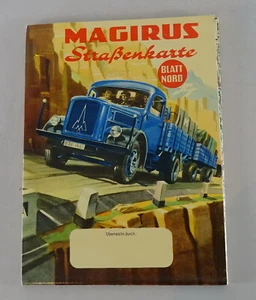 MAGIRUS
Straßenkarte
BLATT
NORD
Überreicht durch: